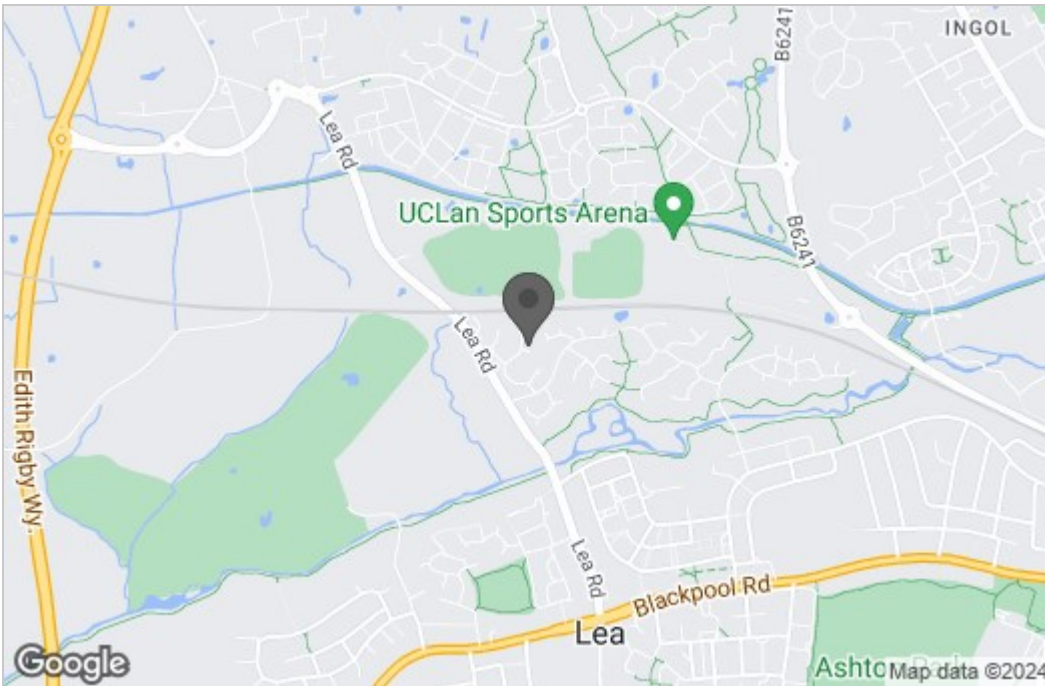 B6241
INGOL
Lea Rd
UCLan Sports Arena
B6241
Lea Rd
Edith Rigby Wy.
Lea Rd
Blackpool Rd
Lea
Google
Map data ©2024